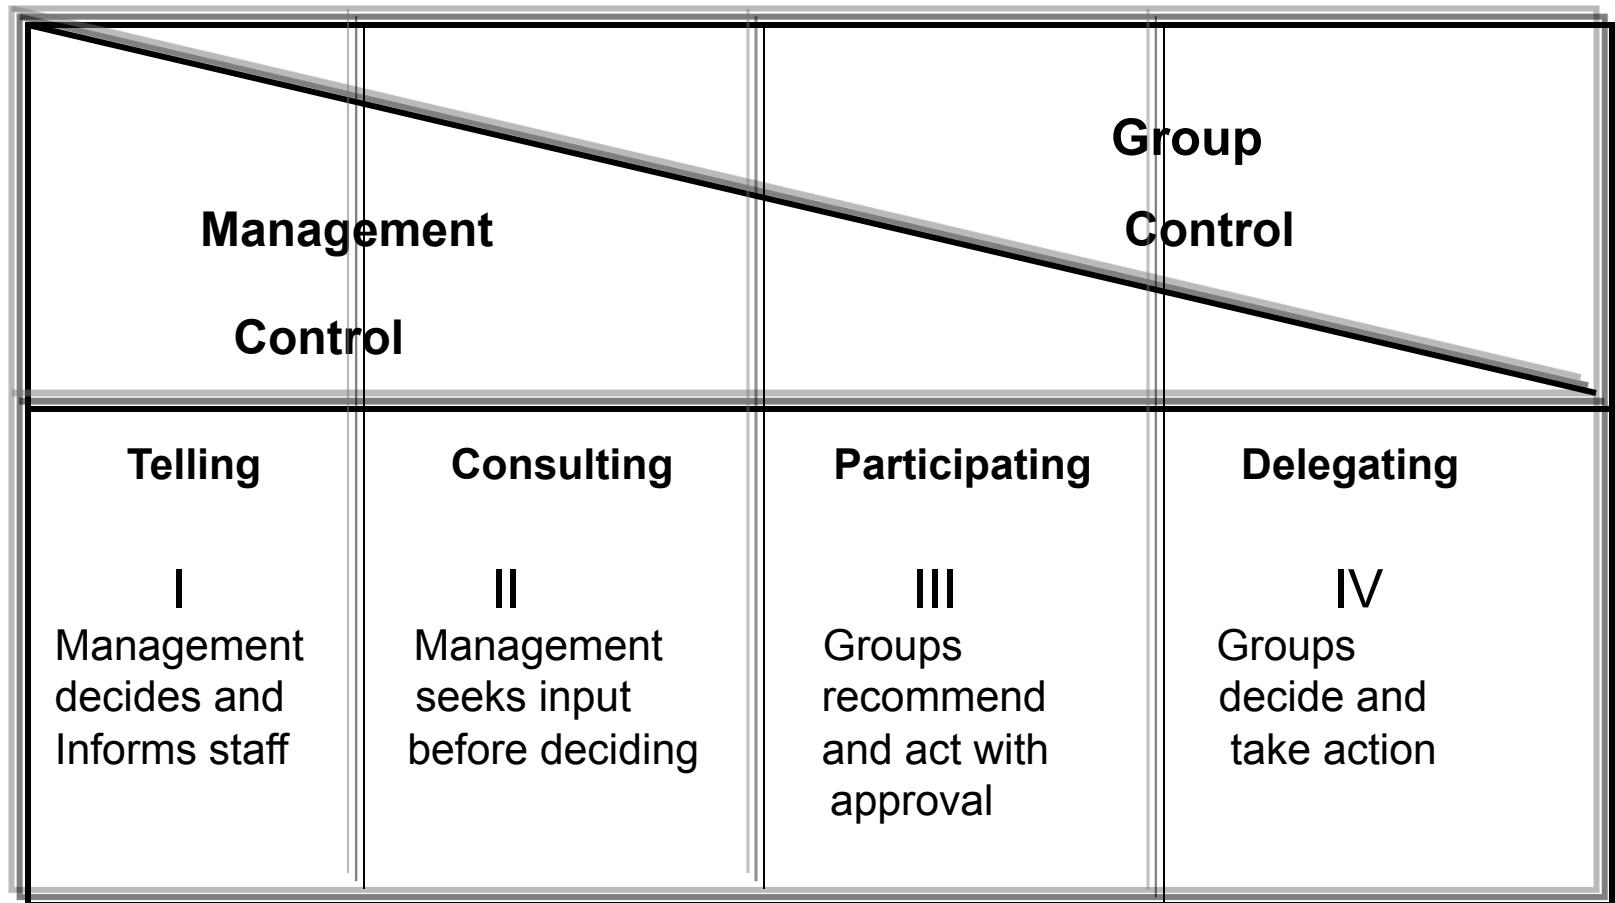 Group
Control
Management
Control
Telling
I
Management
decides and
Informs staff
Consulting
II
Management
seeks input
before deciding
Participating
III
Groups
recommend
and act with
approval
Delegating
IV
Groups
decide and
take action